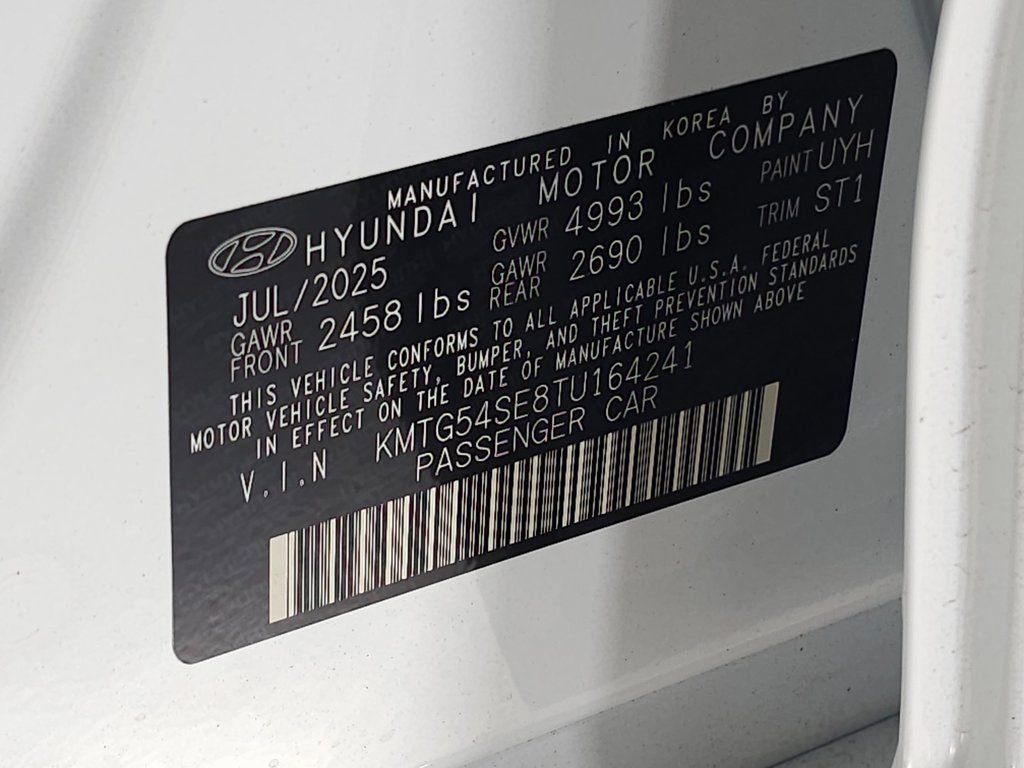 MANUFACTURED IN KOREA BY
HYUNDAI MOTOR COMPANY
JUL/2025 GVWR 4993 lbs PAINT UYH
GAWR FRONT 2458 lbs GAWR REAR 2690 lbs TRIM ST1
THIS VEHICLE CONFORMS TO ALL APPLICABLE U.S.A. FEDERAL
MOTOR VEHICLE SAFETY, BUMPER, AND THEFT PREVENTION STANDARDS
IN EFFECT ON THE DATE OF MANUFACTURE SHOWN ABOVE
V.I.N KMTG54SE8TU164241
PASSENGER CAR